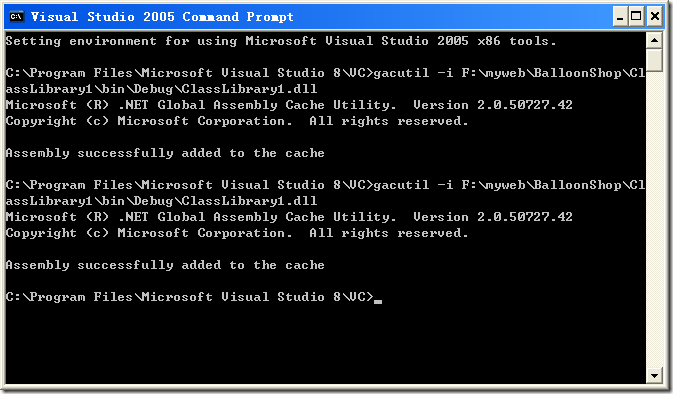 Visual Studio 2005 Command Prompt
Setting environment for using Microsoft Visual Studio 2005 x86 tools.
C:\Program Files\Microsoft Visual Studio 8\VC>gacutil -i F:\myweb\BalloonShop\Cl
assLibrary1\bin\Debug\ClassLibrary1.dll
Microsoft (R) .NET Global Assembly Cache Utility.  Version 2.0.50727.42
Copyright (c) Microsoft Corporation.  All rights reserved.
Assembly successfully added to the cache
C:\Program Files\Microsoft Visual Studio 8\VC>gacutil -i F:\myweb\BalloonShop\Cl
assLibrary1\bin\Debug\ClassLibrary1.dll
Microsoft (R) .NET Global Assembly Cache Utility.  Version 2.0.50727.42
Copyright (c) Microsoft Corporation.  All rights reserved.
Assembly successfully added to the cache
C:\Program Files\Microsoft Visual Studio 8\VC>